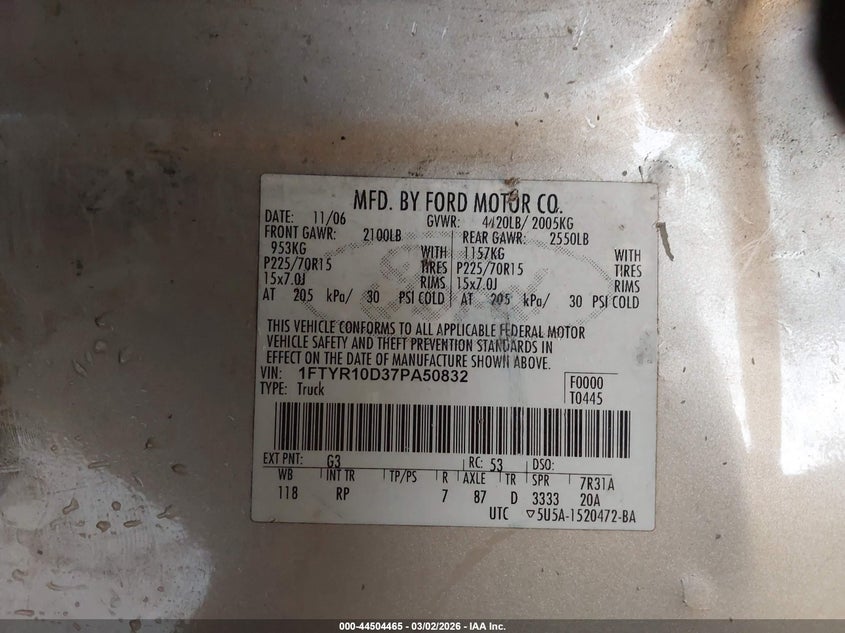 MFD. BY FORD MOTOR CO.
DATE: 11/06 GVWR: 4420LB/ 2005KG
FRONT GAWR: 2100LB REAR GAWR: 2550LB
953KG WITH 1157KG WITH
P225/70R15 TIRES P225/70R15 TIRES
15x7.0J RIMS 15x7.0J RIMS
AT 205 kPa/ 30 PSI COLD AT 205 kPa/ 30 PSI COLD
THIS VEHICLE CONFORMS TO ALL APPLICABLE FEDERAL MOTOR
VEHICLE SAFETY AND THEFT PREVENTION STANDARDS IN
EFFECT ON THE DATE OF MANUFACTURE SHOWN ABOVE.
VIN: 1FTYR10D37PA50832 F0000
TYPE: Truck T0445
EXT PNT: G3 RC: 53 DSO:
WB INT TR TP/PS R AXLE TR SPR 7R31A
118 RP 7 87 D 3333 20A
UTC ▽5U5A-1520472-BA
000-44504465 - 03/02/2026 - IAA Inc.